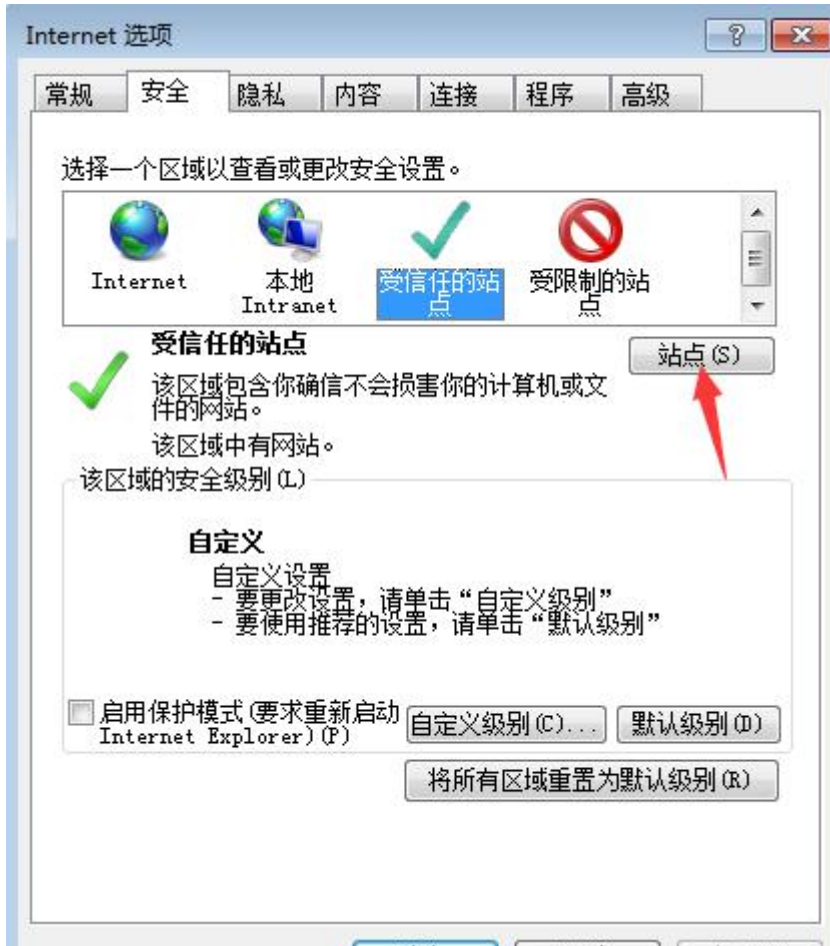 Internet 选项
常规 安全 隐私 内容 连接 程序 高级
选择一个区域以查看或更改安全设置。
Internet 本地 受信任的站 受限制的站
Intranet 点 点
受信任的站点
站点(S)
该区域包含你确信不会损害你的计算机或文
件的网站。
该区域中有网站。
该区域的安全级别(L)
自定义
自定义设置
- 要更改设置，请单击“自定义级别”
- 要使用推荐的设置，请单击“默认级别”
启用保护模式(要求重新启动
Internet Explorer)(P)
自定义级别(C)... 默认级别(D)
将所有区域重置为默认级别(R)